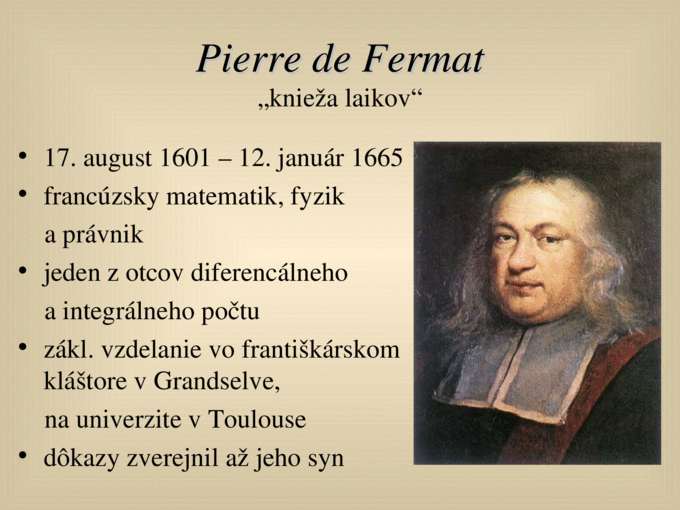 Pierre de Fermat
„knieža laikov“
• 17. august 1601 – 12. január 1665
• francúzsky matematik, fyzik
a právnik
• jeden z otcov diferencálneho
a integrálneho počtu
• zákl. vzdelanie vo františkárskom
kláštore v Grandselve,
na univerzite v Toulouse
• dôkazy zverejnil až jeho syn